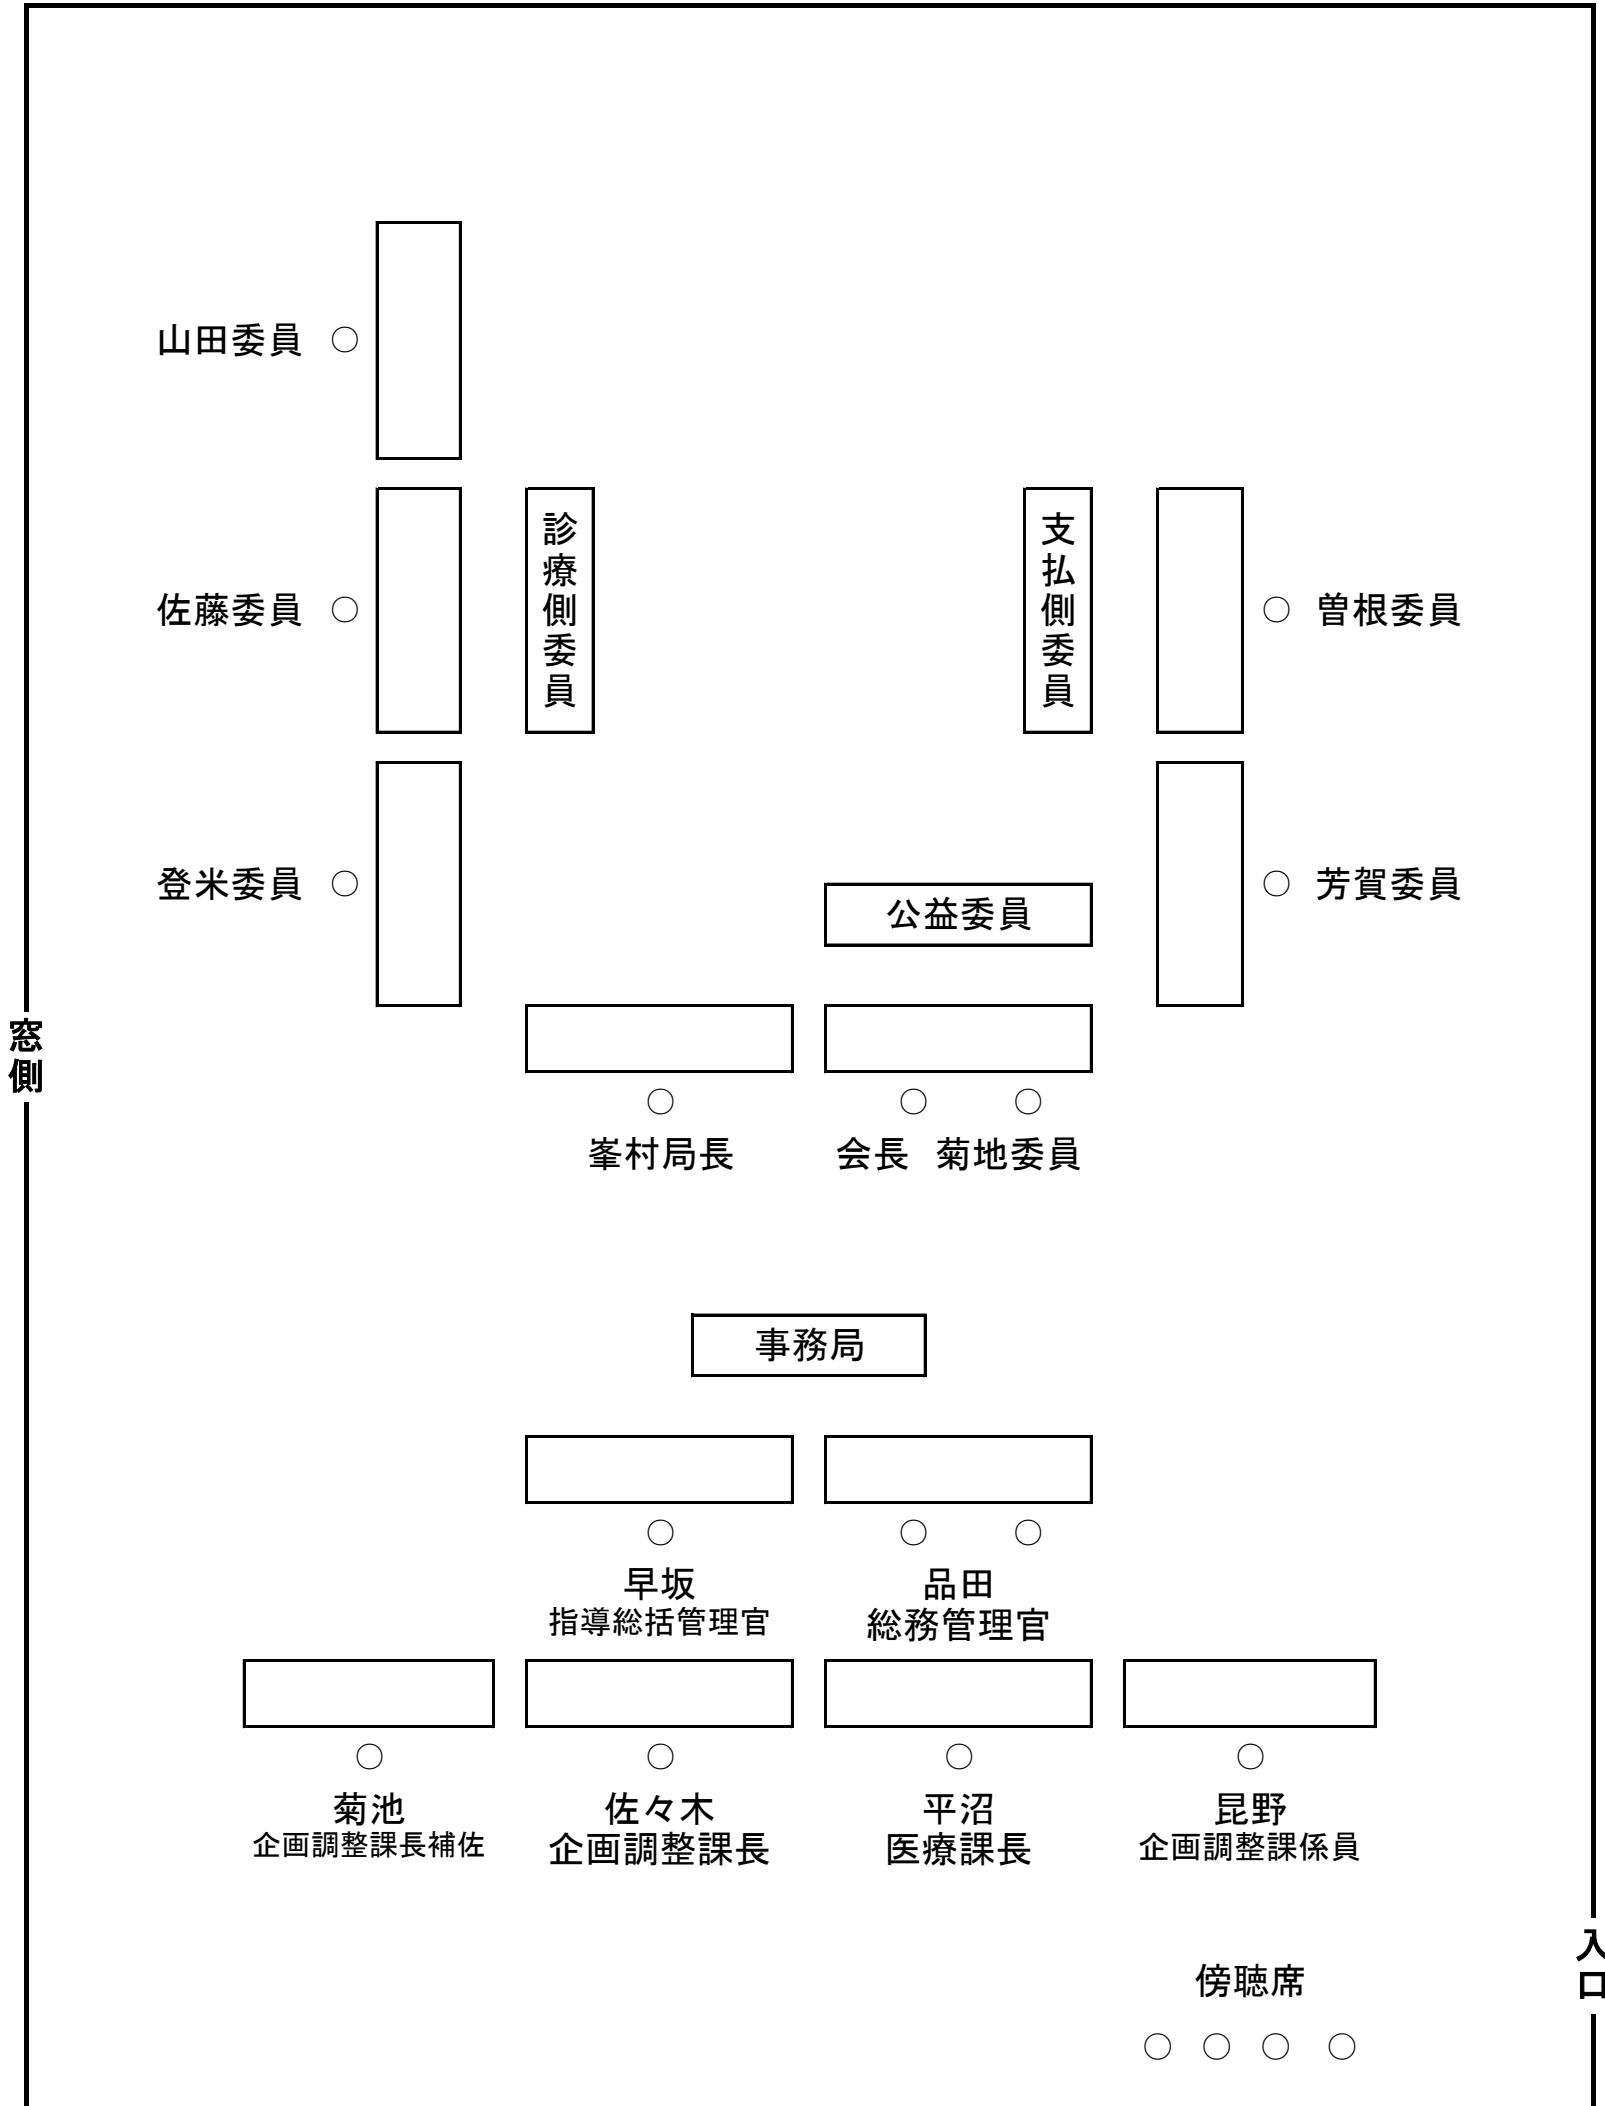 山田委員 ○
診療側委員
支払側委員
佐藤委員 ○
○ 曽根委員
登米委員 ○
○ 芳賀委員
公益委員
窓側
○ ○ ○
峯村局長 会長 菊地委員
事務局
○ ○ ○
早坂
指導総括管理官
品田
総務管理官
○ ○ ○ ○
菊池
企画調整課長補佐
佐々木
企画調整課長
平沼
医療課長
昆野
企画調整課係員
入口
傍聴席
○ ○ ○ ○